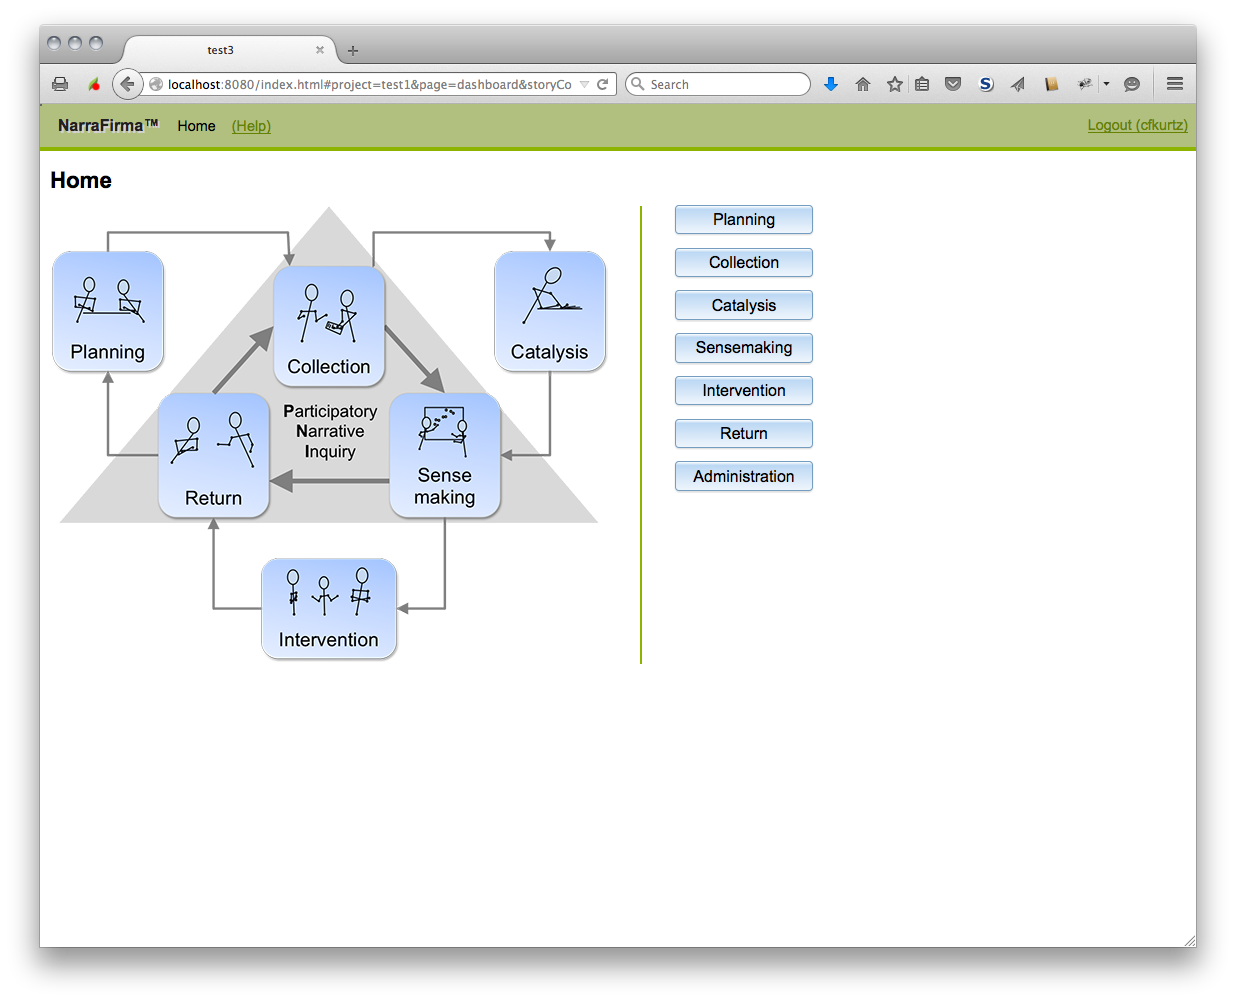 test3
localhost:8080/index.html#project=test1&page=dashboard&storyCo
Search
NarraFirma™ Home (Help) Logout (cfkurtz)
Home
Planning
Collection
Catalysis
Participatory
Narrative
Inquiry
Return
Sense
making
Intervention
Planning
Collection
Catalysis
Sensemaking
Intervention
Return
Administration